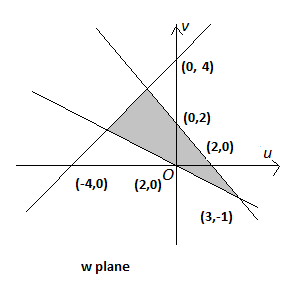 v
(0, 4)
(0,2)
(2,0)
u
O
(-4,0)
(2,0)
(3,-1)
w plane